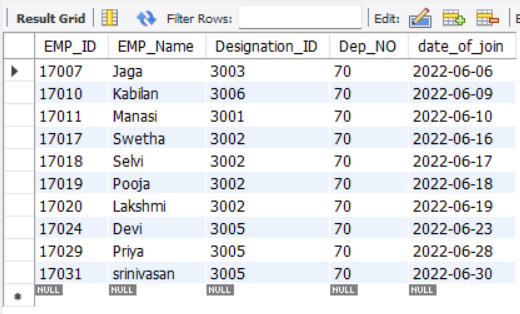 Result Grid Filter Rows: Edit:
EMP_ID EMP_Name Designation_ID Dep_NO date_of_join
17007 Jaga 3003 70 2022-06-06
17010 Kabilan 3006 70 2022-06-09
17011 Manasi 3001 70 2022-06-10
17017 Swetha 3002 70 2022-06-16
17018 Selvi 3002 70 2022-06-17
17019 Pooja 3002 70 2022-06-18
17020 Lakshmi 3002 70 2022-06-19
17024 Devi 3005 70 2022-06-23
17029 Priya 3005 70 2022-06-28
17031 srinivasan 3005 70 2022-06-30
NULL NULL NULL NULL NULL